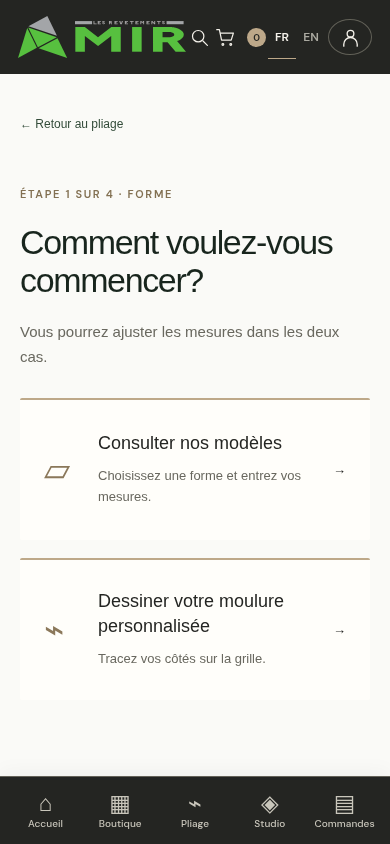 LES REVETEMENTS
MIR
0
FR
EN
← Retour au pliage
ÉTAPE 1 SUR 4 · FORME
Comment voulez-vous
commencer?
Vous pourrez ajuster les mesures dans les deux
cas.
Consulter nos modèles
Choisissez une forme et entrez vos
mesures.
→
Dessiner votre moulure
personnalisée
Tracez vos côtés sur la grille.
→
Accueil
Boutique
Pliage
Studio
Commandes